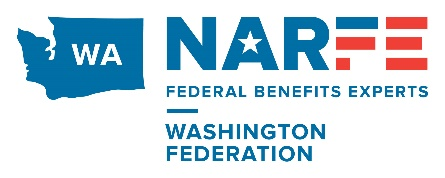 WA
NARFE
FEDERAL BENEFITS EXPERTS
WASHINGTON
FEDERATION